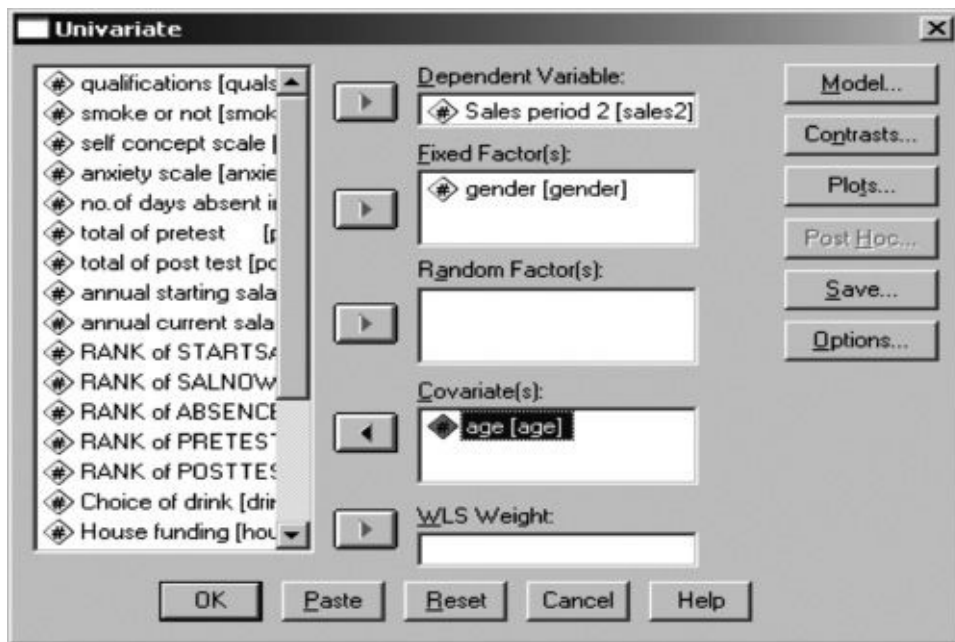 Univariate
qualifications [quals
smoke or not [smok
self concept scale [
anxiety scale [anxie
no.of days absent i
total of pretest [p
total of post test [po
annual starting sala
annual current sala
RANK of STARTSA
RANK of SALNOW
RANK of ABSENCE
RANK of PRETEST
RANK of POSTTES
Choice of drink [drin
House funding [hou
Dependent Variable:
Sales period 2 [sales2]
Fixed Factor(s):
gender [gender]
Random Factor(s):
Covariate(s):
age [age]
WLS Weight:
Model...
Contrasts...
Plots...
Post Hoc...
Save...
Options...
OK
Paste
Reset
Cancel
Help